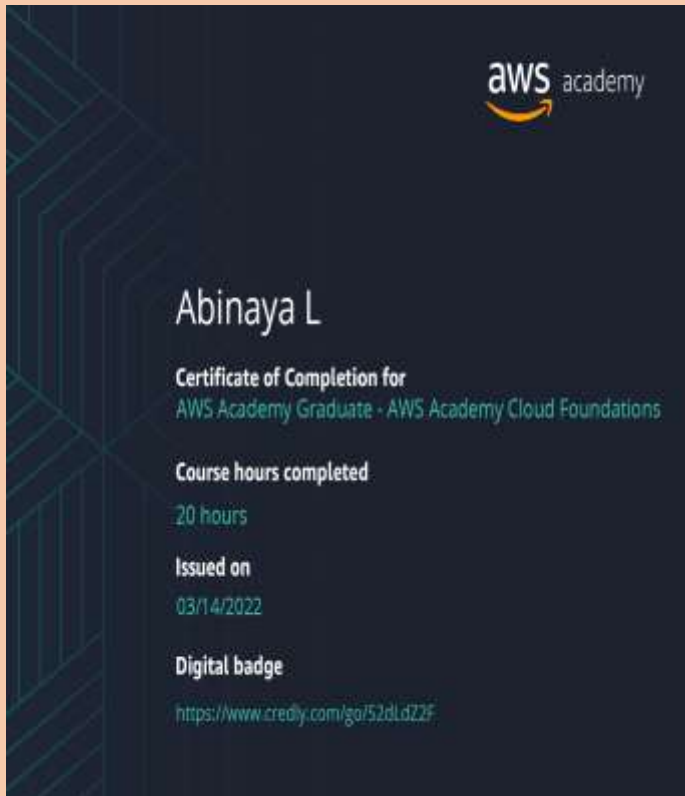 aws academy
Abinaya L
Certificate of Completion for
AWS Academy Graduate - AWS Academy Cloud Foundations
Course hours completed
20 hours
Issued on
03/14/2022
Digital badge
https://www.credly.com/go/52dLdZ2F